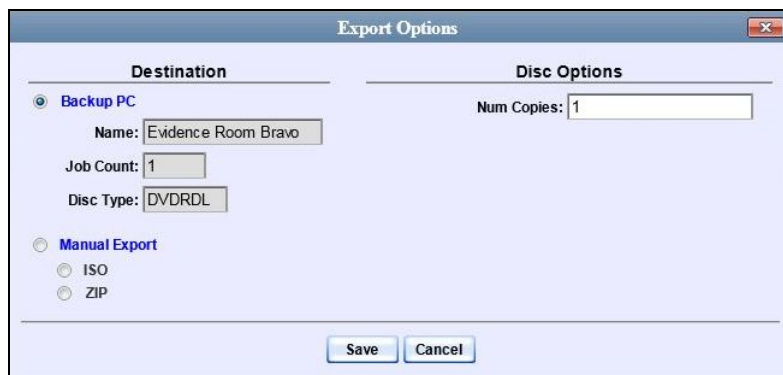 Export Options
Destination
Backup PC
Name: Evidence Room Bravo
Job Count: 1
Disc Type: DVDRDL
Manual Export
ISO
ZIP
Disc Options
Num Copies: 1
Save Cancel